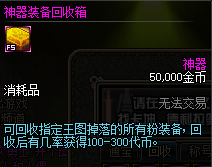 神器装备回收箱
F5
神器
50,000金币
消耗品
无法交易
可回收指定王图掉落的所有粉装备，回
收后有几率获得100-300代币。